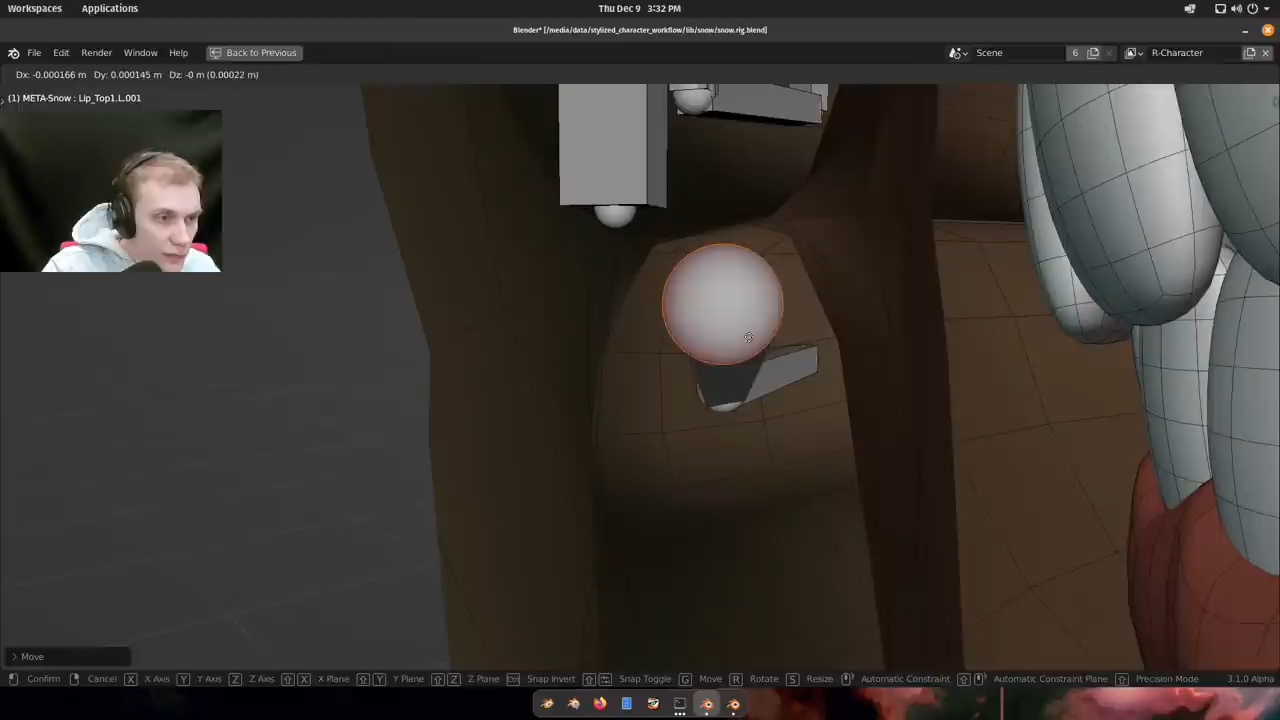 Workspaces Applications Thu Dec 9 3:32 PM
Blender* [/media/data/stylized_character_workflow/lib/snow/snow.rig.blend]
File Edit Render Window Help Back to Previous Scene 6 R-Character
Dx: -0.000166 m Dy: 0.000145 m Dz: -0 m (0.00022 m)
(1) META-Snow : Lip_Top1.L.001
Move
Confirm Cancel X X Axis Y Y Axis Z Z Axis X X Plane Y Y Plane Z Z Plane Ctrl Snap Invert Snap Toggle G Move R Rotate S Resize Automatic Constraint Automatic Constraint Plane Precision Mode 3.1.0 Alpha